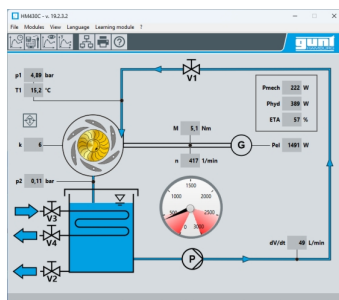 HM430C - v. 19.2.3.2
File Modules View Language Learning module ?
gunt
p1 4,89 bar
T1 15,2 °C
V1
Pmech 222 W
Phyd 389 W
ETA 57 %
k 6
M 5,1 Nm
G
Pel 1491 W
n 417 1/min
p2 0,11 bar
V3
V4
V2
1500
1000 2000
500 2500
0 3000
P
dV/dt 49 L/min